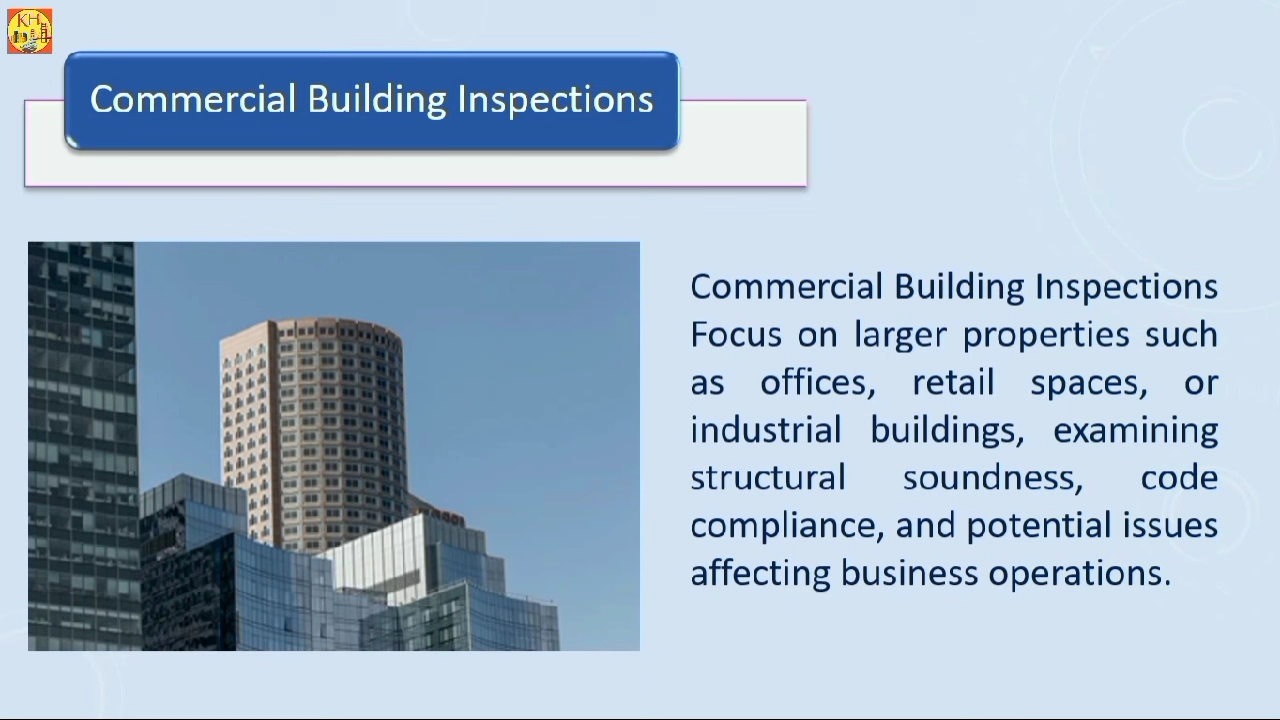 KH
Commercial Building Inspections
Commercial Building Inspections
Focus on larger properties such
as offices, retail spaces, or
industrial buildings, examining
structural soundness, code
compliance, and potential issues
affecting business operations.